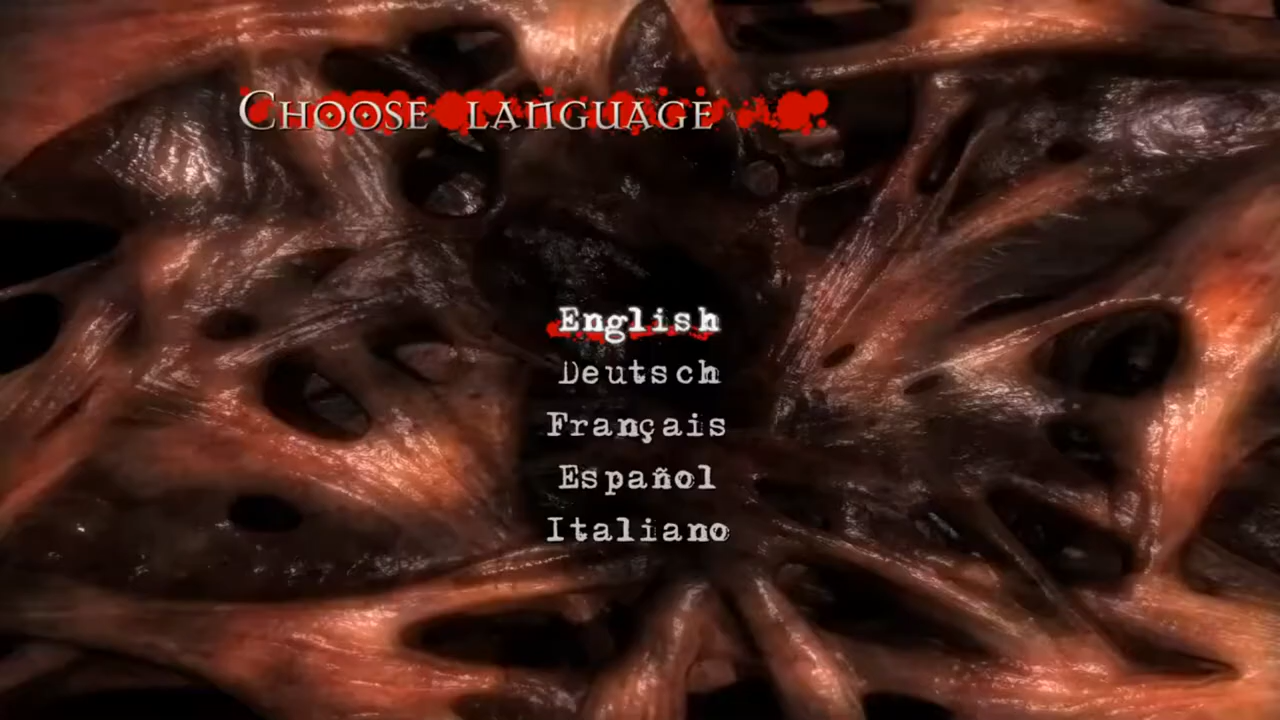 Choose language
English
Deutsch
Français
Español
Italiano